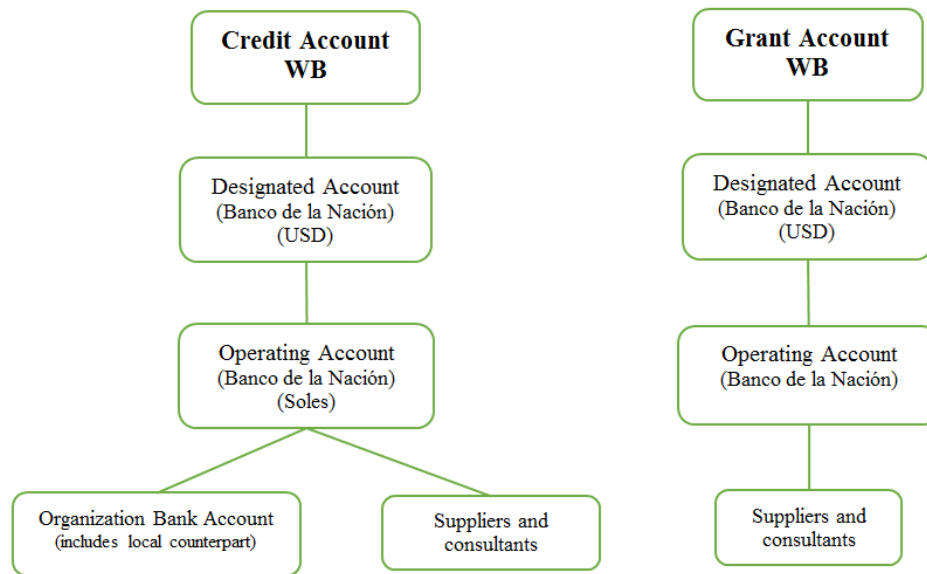 Credit Account
WB
Designated Account
(Banco de la Nación)
(USD)
Operating Account
(Banco de la Nación)
(Soles)
Organization Bank Account
(includes local counterpart)
Suppliers and
consultants
Grant Account
WB
Designated Account
(Banco de la Nación)
(USD)
Operating Account
(Banco de la Nación)
Suppliers and
consultants